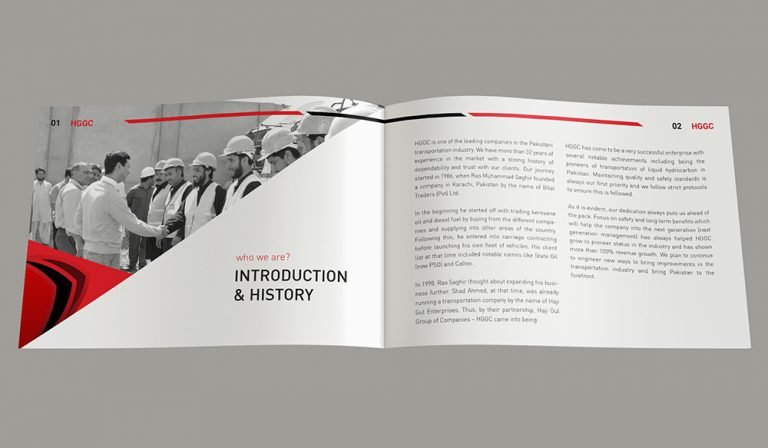 01 HGGC
who we are?
INTRODUCTION
& HISTORY
02 HGGC
HGGC is one of the leading companies in the Pakistani
transportation industry. We have more than 32 years of
experience in the market with a strong history of
dependability and trust with our clients. Our journey
started in 1986, when Rao Muhammad Saghir founded
a company in Karachi, Pakistan by the name of Bilal
Traders (Pvt) Ltd.
In the beginning he started off with trading kerosene
oil and diesel fuel by buying from the different compa-
nies and supplying into other areas of the country.
Following this, he entered into carriage contracting
before launching his own fleet of vehicles. His client
list at that time included notable names like State Oil
(now PSO) and Caltex.
In 1998, Rao Saghir thought about expanding his busi-
ness further. Shad Ahmed, at that time, was already
running a transportation company by the name of Haji
Gul Enterprises. Thus, by their partnership, Haji Gul
Group of Companies – HGGC came into being.
HGGC has come to be a very successful enterprise with
several notable achievements including being the
pioneers of transportation of liquid hydrocarbon in
Pakistan. Maintaining quality and safety standards is
always our first priority and we follow strict protocols
to ensure this is followed.
As it is evident, our dedication always puts us ahead of
the pack. Focus on safety and long term benefits which
will help the company into the next generation (next
generation management) has always helped HGGC
grow to pioneer status in the industry and has shown
more than 100% revenue growth. We plan to continue
to engineer new ways to bring improvements in the
transportation industry and bring Pakistan to the
forefront.